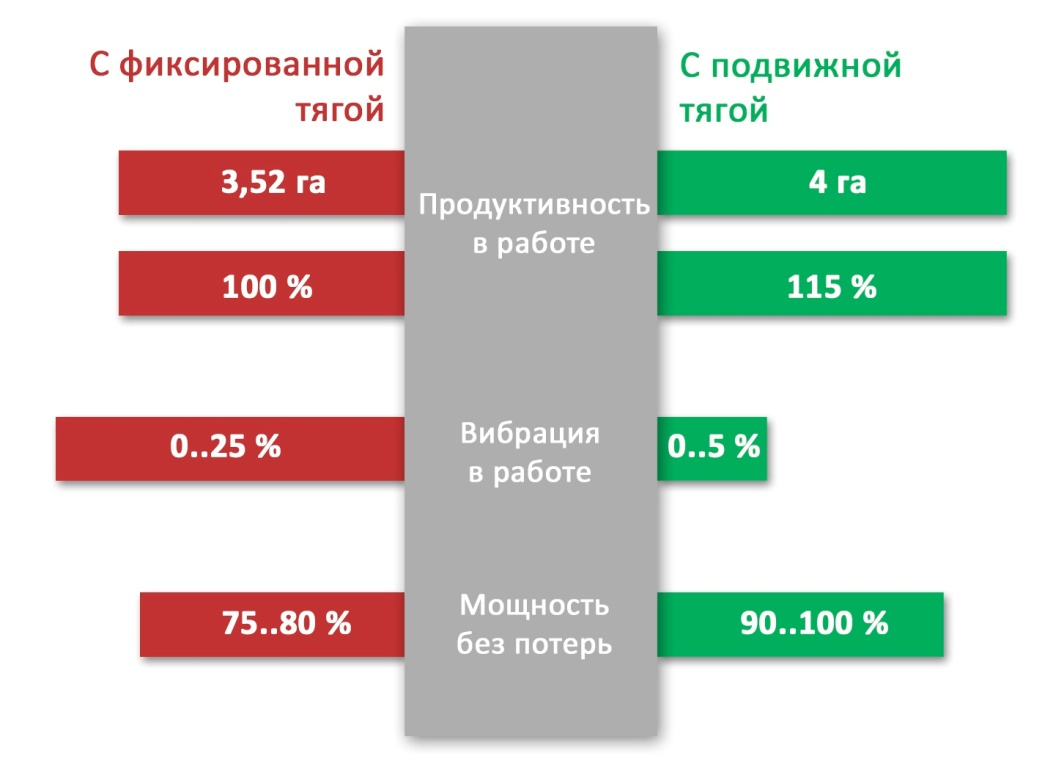 С фиксированной
тягой
С подвижной
тягой
3,52 га
Продуктивность
в работе
4 га
100 %
115 %
0..25 %
Вибрация
в работе
0..5 %
75..80 %
Мощность
без потерь
90..100 %